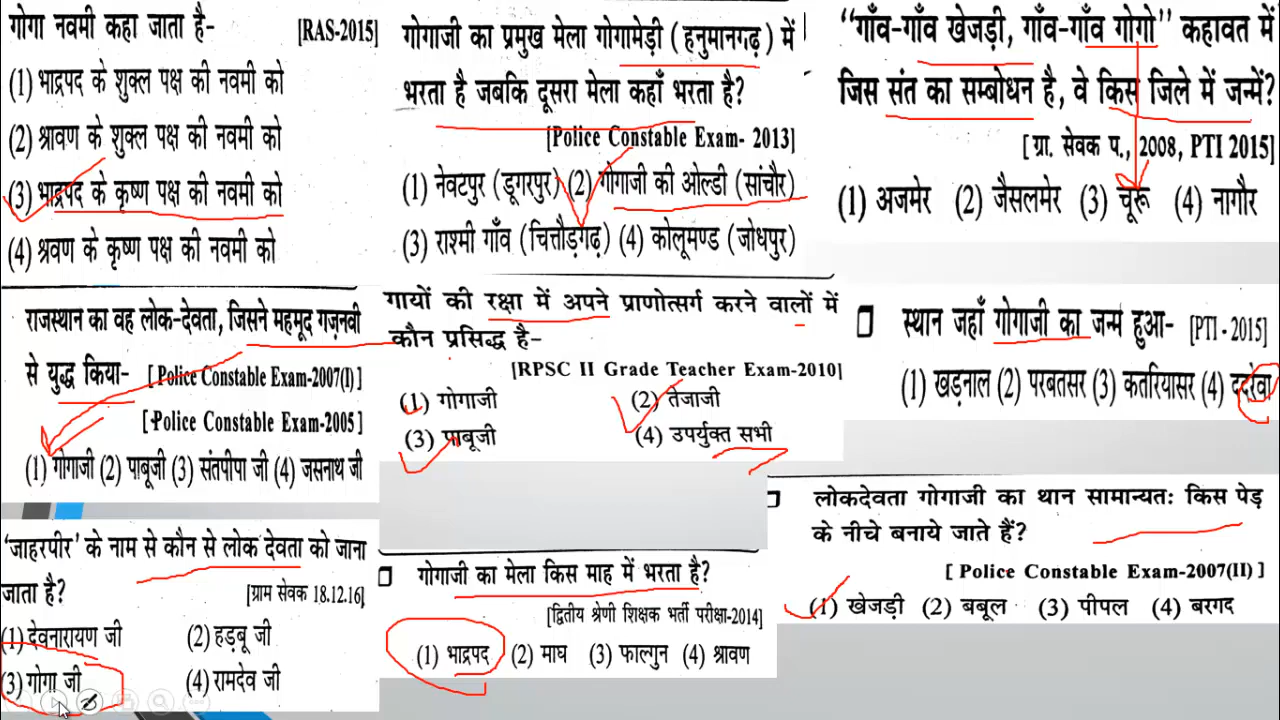 गोगा नवमी कहा जाता है- [RAS-2015]
(1) भाद्रपद के शुक्ल पक्ष की नवमी को
(2) श्रावण के शुक्ल पक्ष की नवमी को
(3) भाद्रपद के कृष्ण पक्ष की नवमी को
(4) श्रवण के कृष्ण पक्ष की नवमी को
गोगाजी का प्रमुख मेला गोगामेड़ी (हनुमानगढ़) में
भरता है जबकि दूसरा मेला कहाँ भरता है?
[Police Constable Exam- 2013]
(1) नेवटपुर (डूगरपुर) (2) गोगाजी की ओल्डी (सांचौर)
(3) राश्मी गाँव (चित्तौड़गढ़) (4) कोलूमण्ड (जोधपुर)
“गाँव-गाँव खेजड़ी, गाँव-गाँव गोगो” कहावत में
जिस संत का सम्बोधन है, वे किस जिले में जन्में?
[ग्रा. सेवक प., 2008, PTI 2015]
(1) अजमेर (2) जैसलमेर (3) चूरू (4) नागौर
राजस्थान का वह लोक-देवता, जिसने महमूद गज़नवी
से युद्ध किया- [Police Constable Exam-2007(I)]
[Police Constable Exam-2005]
(1) गोगाजी (2) पाबूजी (3) संतपीपा जी (4) जसनाथ जी
गायों की रक्षा में अपने प्राणोत्सर्ग करने वालों में
कौन प्रसिद्ध है-
[RPSC II Grade Teacher Exam-2010]
(1) गोगाजी (2) तेजाजी
(3) पाबूजी (4) उपर्युक्त सभी
स्थान जहाँ गोगाजी का जन्म हुआ- [PTI - 2015]
(1) खड़नाल (2) परबतसर (3) कतरियासर (4) ददरेवा
'जाहरपीर' के नाम से कौन से लोक देवता को जाना
जाता है? [ग्राम सेवक 18.12.16]
(1) देवनारायण जी (2) हड़बू जी
(3) गोगा जी (4) रामदेव जी
गोगाजी का मेला किस माह में भरता है?
[द्वितीय श्रेणी शिक्षक भर्ती परीक्षा-2014]
(1) भाद्रपद (2) माघ (3) फाल्गुन (4) श्रावण
लोकदेवता गोगाजी का थान सामान्यतः किस पेड़
के नीचे बनाये जाते हैं?
[Police Constable Exam-2007(II)]
(1) खेजड़ी (2) बबूल (3) पीपल (4) बरगद